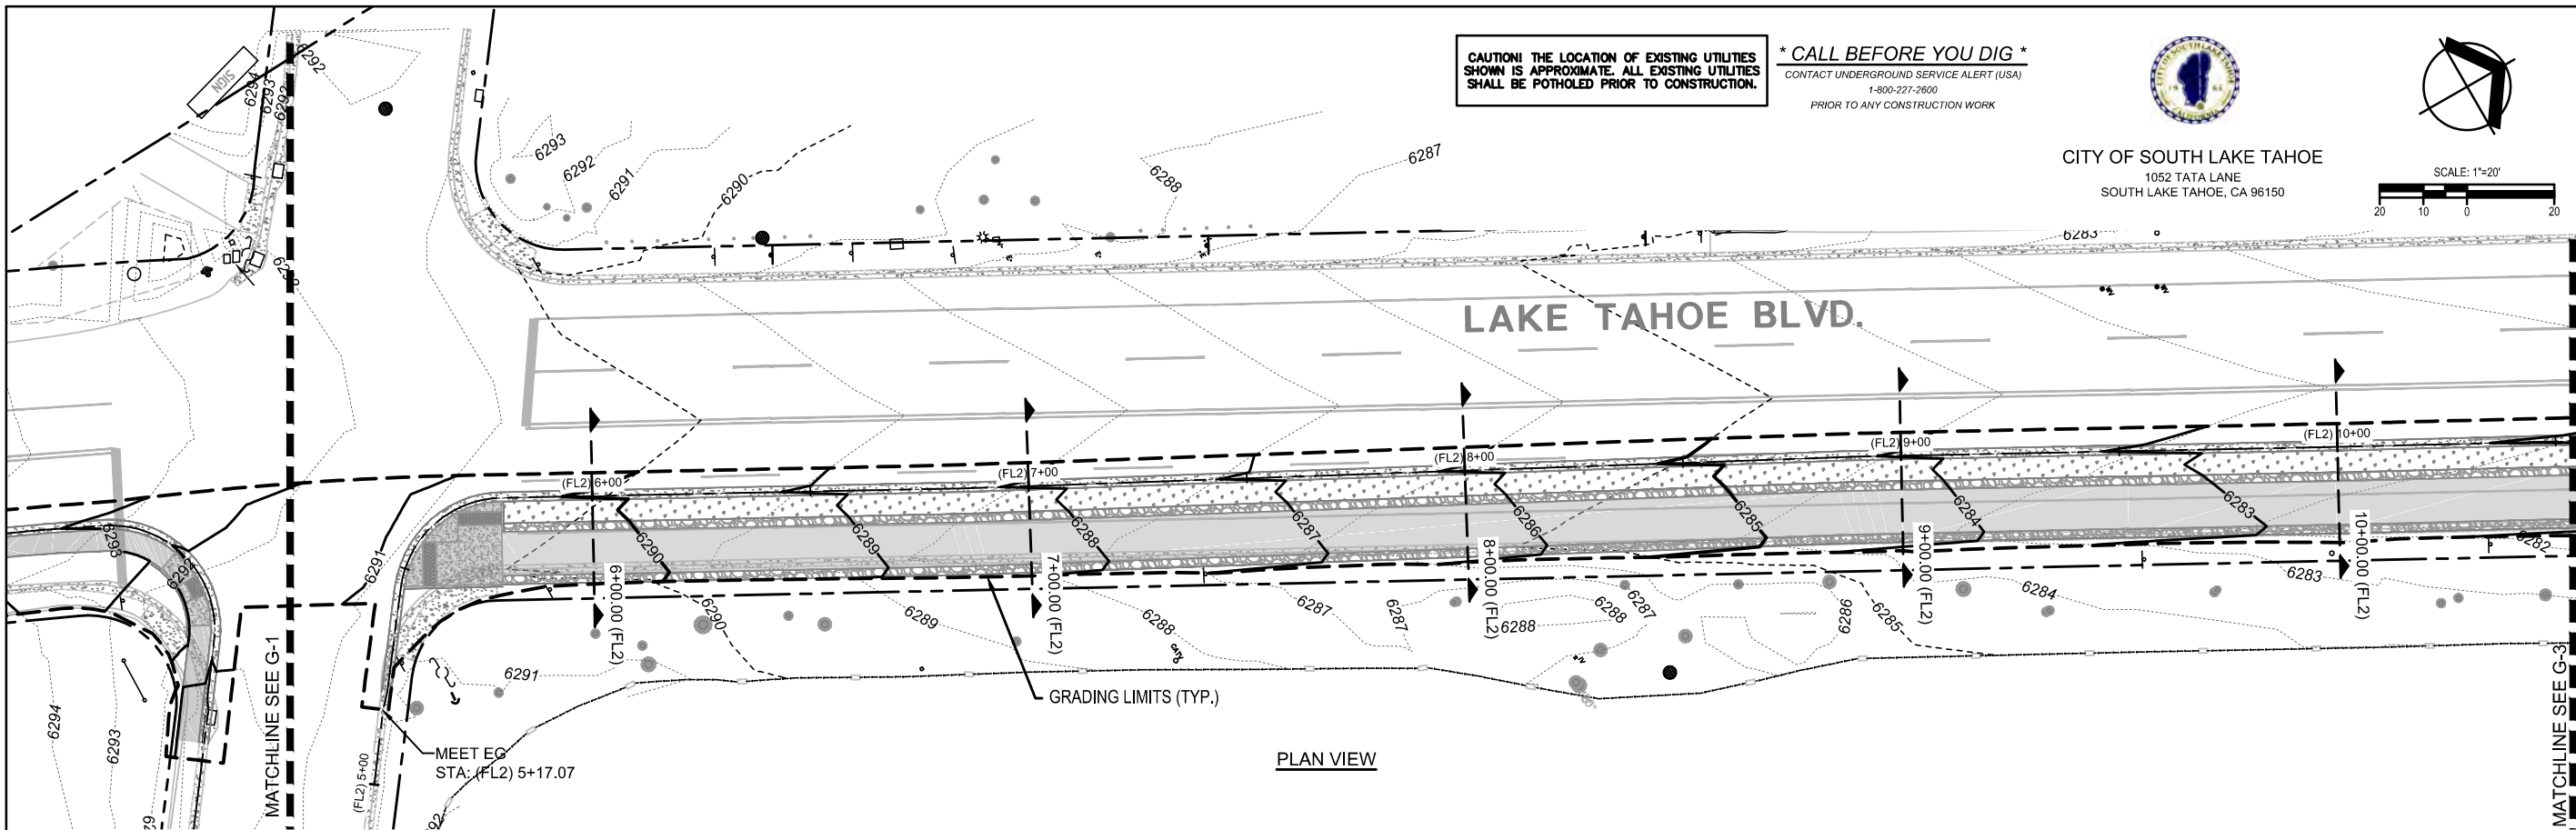 CAUTION! THE LOCATION OF EXISTING UTILITIES
SHOWN IS APPROXIMATE. ALL EXISTING UTILITIES
SHALL BE POTHOLED PRIOR TO CONSTRUCTION.
* CALL BEFORE YOU DIG *
CONTACT UNDERGROUND SERVICE ALERT (USA)
1-800-227-2600
PRIOR TO ANY CONSTRUCTION WORK
CITY OF SOUTH LAKE TAHOE
CALIFORNIA
CITY OF SOUTH LAKE TAHOE
1052 TATA LANE
SOUTH LAKE TAHOE, CA 96150
SCALE: 1"=20'
20 10 0 20
SIGN
6294
6293
6292
6292
6293
6292
6291
6290
6288
6287
6283
LAKE TAHOE BLVD.
(FL2) 6+00
(FL2) 7+00
(FL2) 8+00
(FL2) 9+00
(FL2) 10+00
6293
6294
6291
6290
6289
6288
6287
6286
6285
6284
6283
6282
6+00.00 (FL2)
7+00.00 (FL2)
8+00.00 (FL2)
9+00.00 (FL2)
10+00.00 (FL2)
6290
6289
6288
6287
6287
6288
6288
6287
6286
6285
6284
6283
6291
CATV
6294
6293
MATCHLINE SEE G-1
(FL2) 5+00
MEET EG
STA: (FL2) 5+17.07
GRADING LIMITS (TYP.)
PLAN VIEW
MATCHLINE SEE G-3